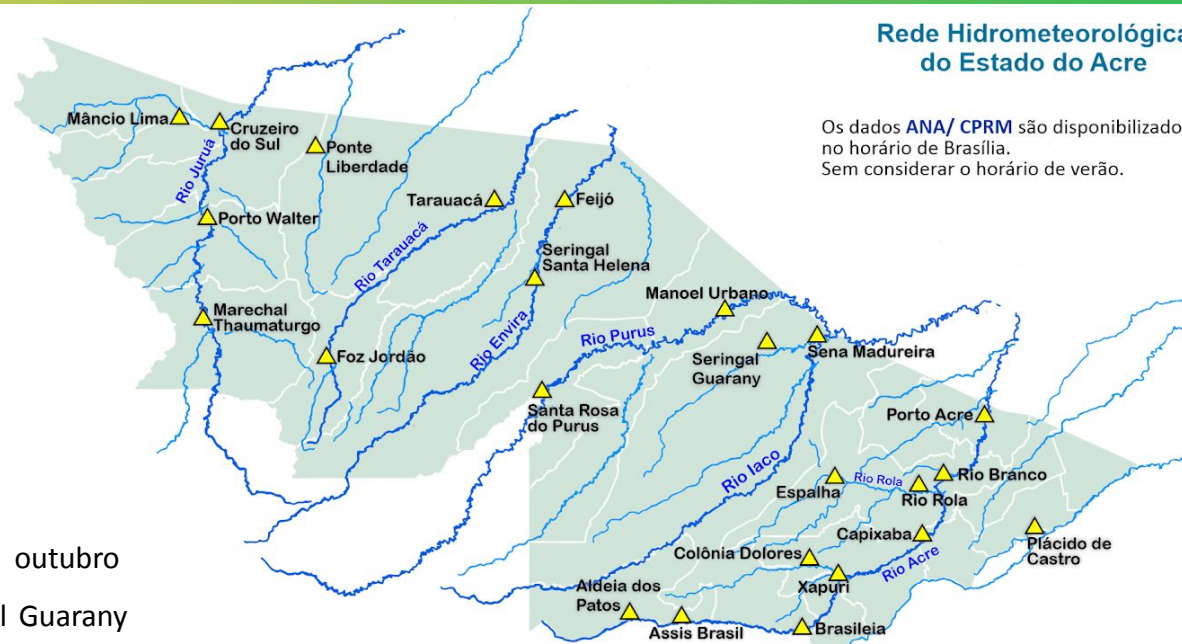 Rede Hidrometeorológica
do Estado do Acre
Os dados ANA/ CPRM são disponibilizado
no horário de Brasília.
Sem considerar o horário de verão.
Mâncio Lima
Cruzeiro
do Sul
Ponte
Liberdade
Rio Juruá
Porto Walter
Tarauacá
Feijó
Rio Tarauacá
Seringal
Santa Helena
Marechal
Thaumaturgo
Foz Jordão
Rio Envira
Manoel Urbano
Rio Purus
Seringal
Guarany
Sena Madureira
Santa Rosa
do Purus
Porto Acre
Rio Iaco
Espalha
Rio Rola
Rio Rola
Rio Branco
Capixaba
Plácido de
Castro
Colônia Dolores
Rio Acre
Xapuri
Aldeia dos
Patos
Assis Brasil
Brasileia
outubro
l Guarany